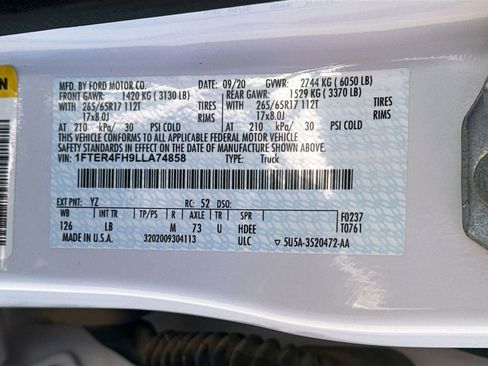 MFD. BY FORD MOTOR CO. 09/20 GVWR: 2744 KG ( 6050 LB)
FRONT GAWR: 1420 KG ( 3130 LB) REAR GAWR: 1529 KG ( 3370 LB)
WITH 265/65R17 112T TIRES WITH 265/65R17 112T TIRES
17x8.0J RIMS 17x8.0J RIMS
AT 210 kPa/ 30 PSI COLD AT 210 kPa/ 30 PSI COLD
THIS VEHICLE CONFORMS TO ALL APPLICABLE FEDERAL MOTOR VEHICLE
SAFETY STANDARDS IN EFFECT ON THE DATE OF MANUFACTURE SHOWN ABOVE.
VIN: 1FTER4FH9LLA74858 TYPE: Truck
EXT PNT: YZ RC: 52 DSO:
WB INT TR TP/PS R AXLE TR SPR
126 LB M 73 U HDEE
ULC
F0237
T0761
MADE IN U.S.A. 3202009304113 5U5A-3520472-AA